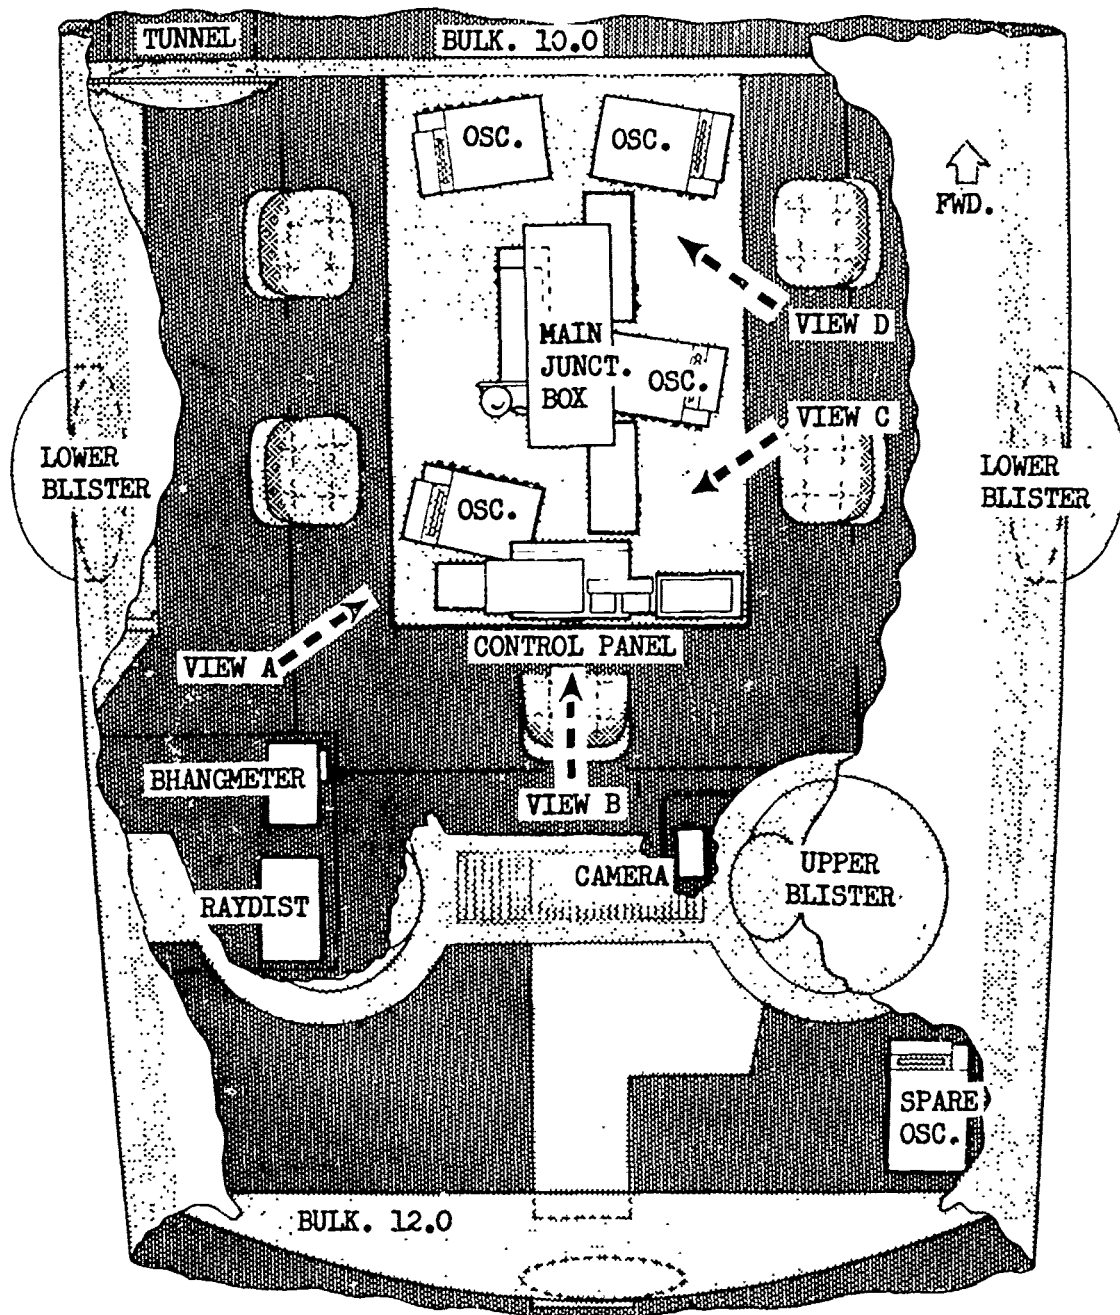 TUNNEL
BULK. 10.0
OSC.
OSC.
FWD.
VIEW D
MAIN
JUNCT.
BOX
OSC.
VIEW C
LOWER
BLISTER
LOWER
BLISTER
OSC.
CONTROL PANEL
VIEW A
BHANGMETER
VIEW B
CAMERA
UPPER
BLISTER
RAYDIST
SPARE
OSC.
BULK. 12.0